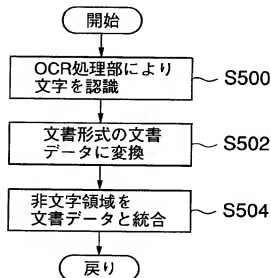 開始
OCR処理部により
文字を認識
S500
文書形式の文書
データに変換
S502
非文字領域を
文書データと統合
S504
戻り